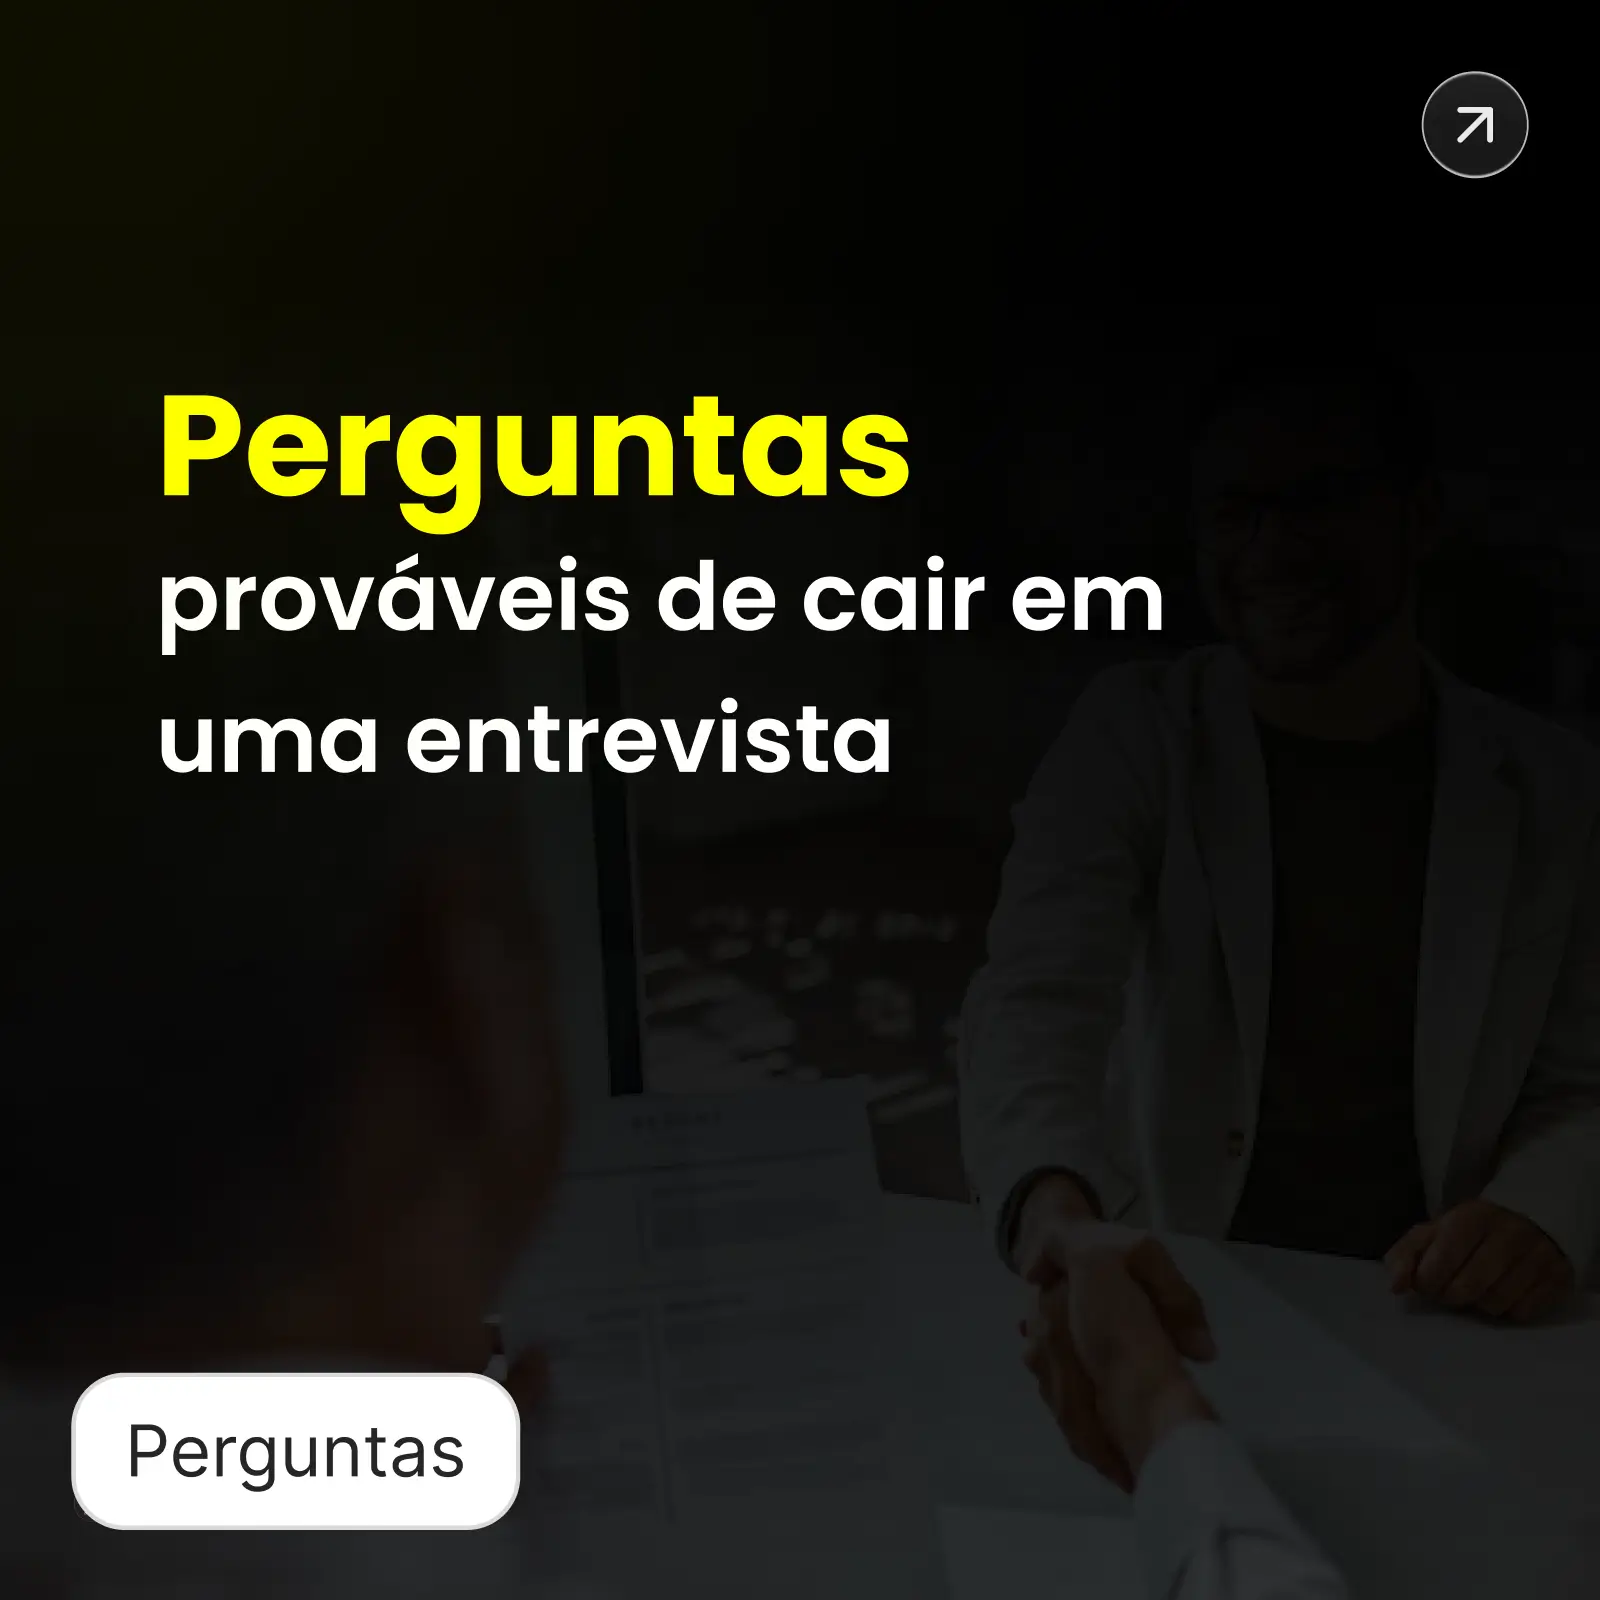 Perguntas
prováveis de cair em
uma entrevista
Perguntas